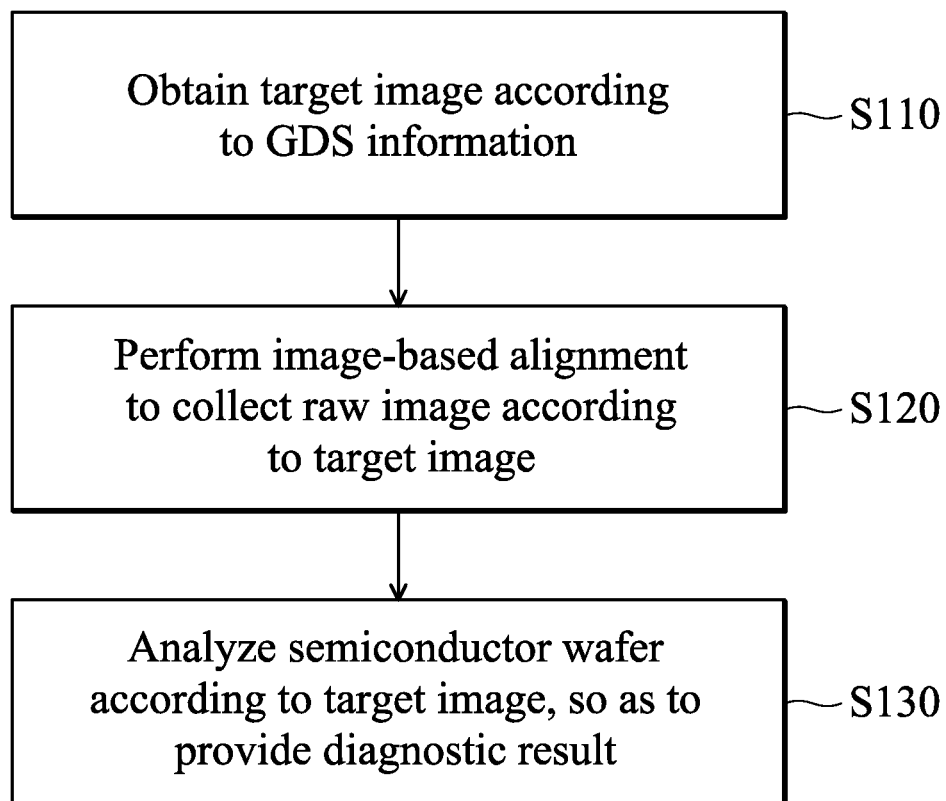 Obtain target image according
to GDS information
S110
Perform image-based alignment
to collect raw image according
to target image
S120
Analyze semiconductor wafer
according to target image, so as to
provide diagnostic result
S130